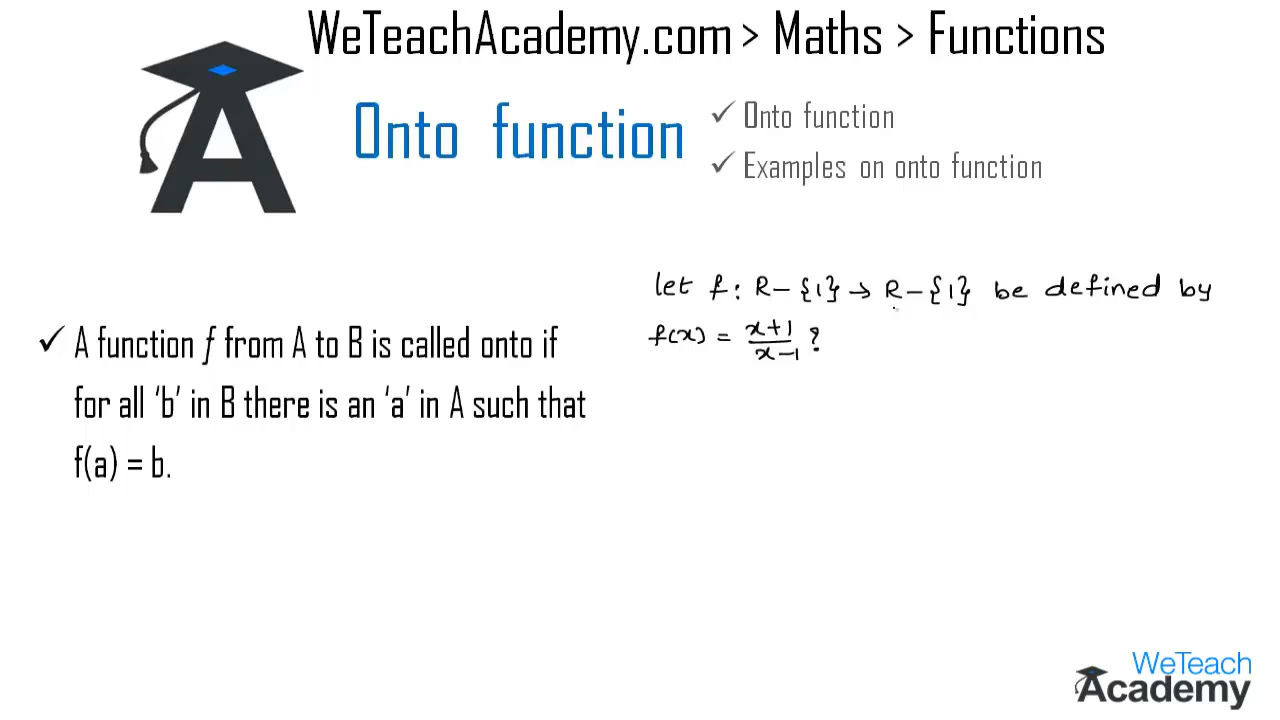 WeTeachAcademy.com > Maths > Functions
Onto function
✓ Onto function
✓ Examples on onto function
let f: R-{1} → R-{1} be defined by
f(x) = x+1/x-1 ?
✓ A function f from A to B is called onto if
for all 'b' in B there is an 'a' in A such that
f(a) = b.
WeTeach
Academy